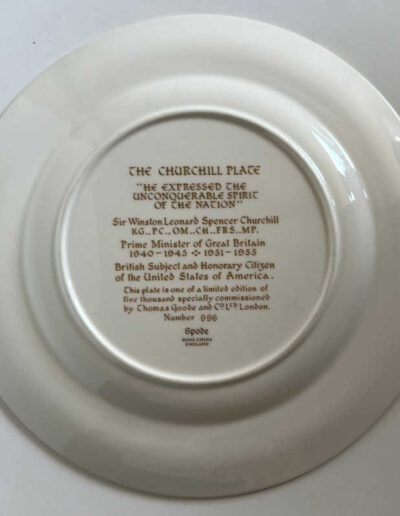 THE CHURCHILL PLATE
"HE EXPRESSED THE
UNCONQUERABLE SPIRIT
OF THE NATION"
Sir Winston Leonard Spencer Churchill
KG., PC., OM., CH., FRS., MP.
Prime Minister of Great Britain
1940-1945 ✣ 1951-1955
British Subject and Honorary Citizen
of the United States of America.
This plate is one of a limited edition of
five thousand specially commissioned
by Thomas Goode and Co Ltd London.
Number 996
Spode
BONE CHINA
ENGLAND